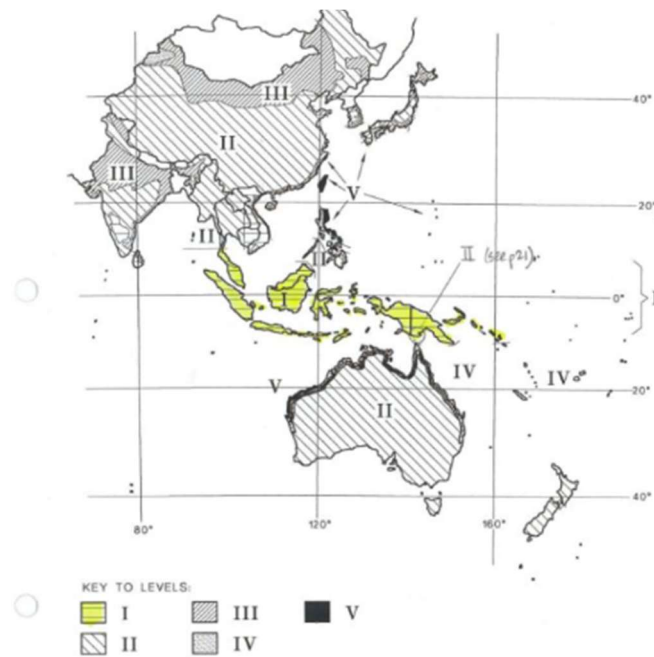 III
40°
II
III
V
20°
II
II
II (see p21).
I
0°
I
IV
IV
V
20°
II
40°
80°
120°
160°
KEY TO LEVELS:
I
III
V
II
IV